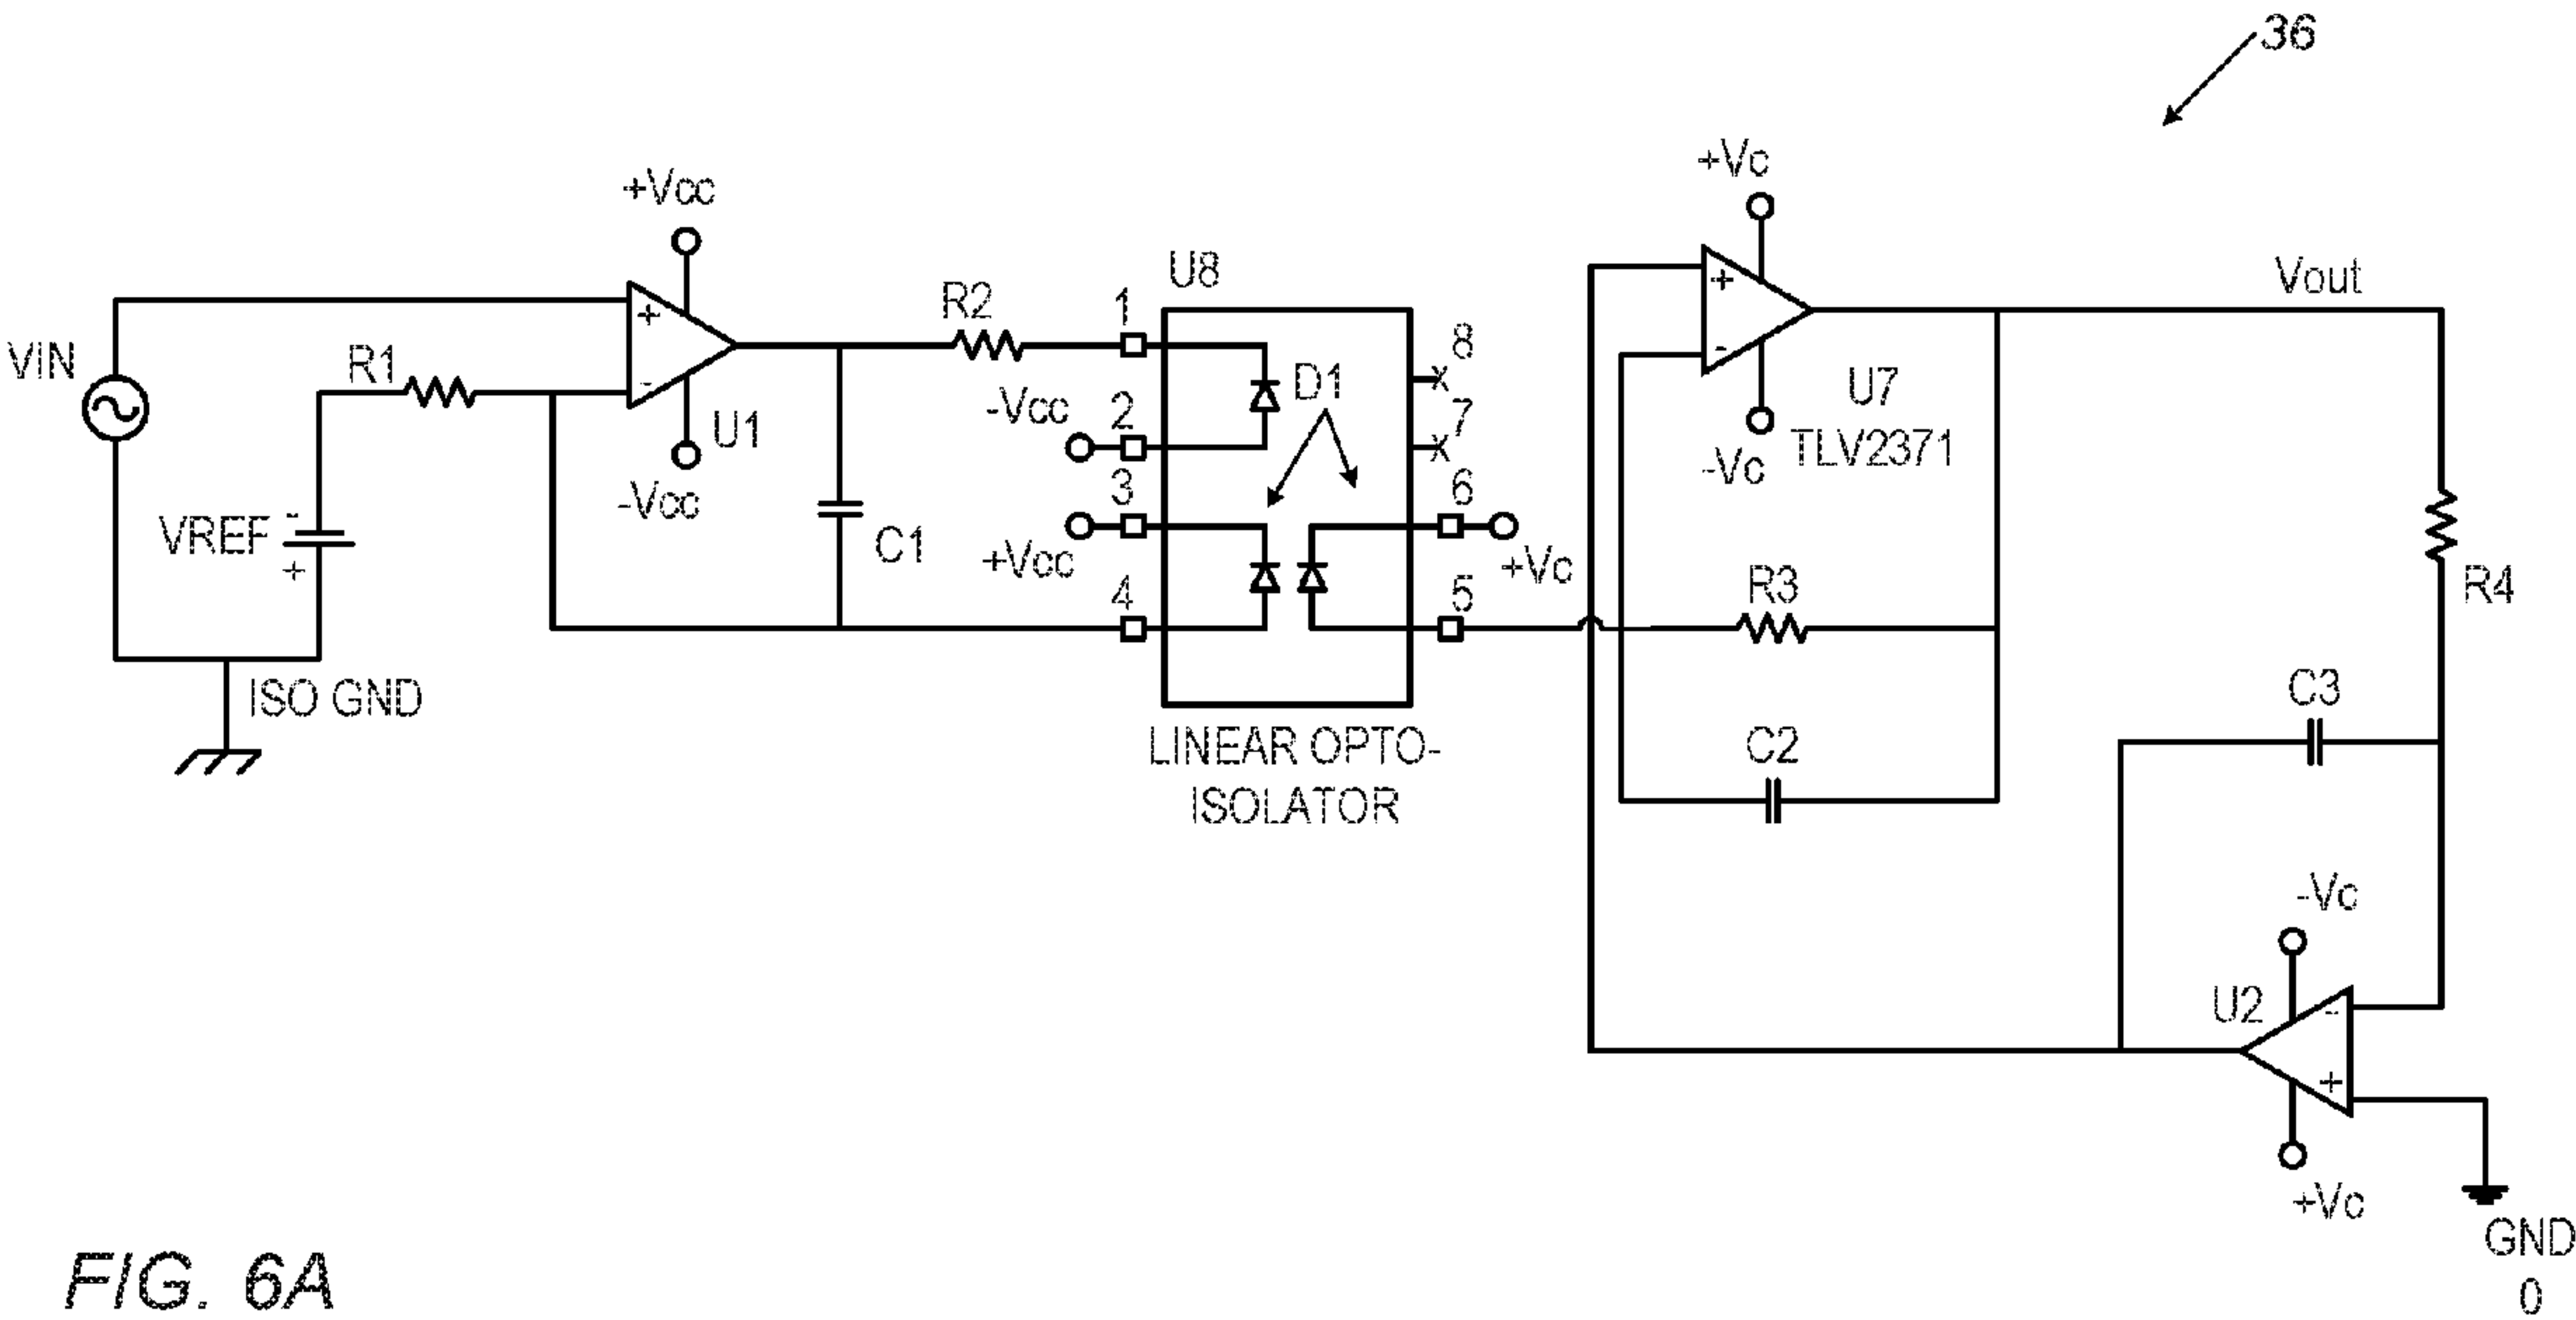 36
+Vcc
+Vc
U8
Vout
VIN
R1
+
-
R2
1
8
D1
+
-
U1
-Vcc
2
7
U7
TLV2371
-Vc
-Vcc
3
6
VREF
-
+
C1
+Vcc
+Vc
4
5
R3
R4
ISO GND
LINEAR OPTO-
ISOLATOR
C2
C3
-Vc
U2
-
+
+Vc
GND
0
FIG. 6A